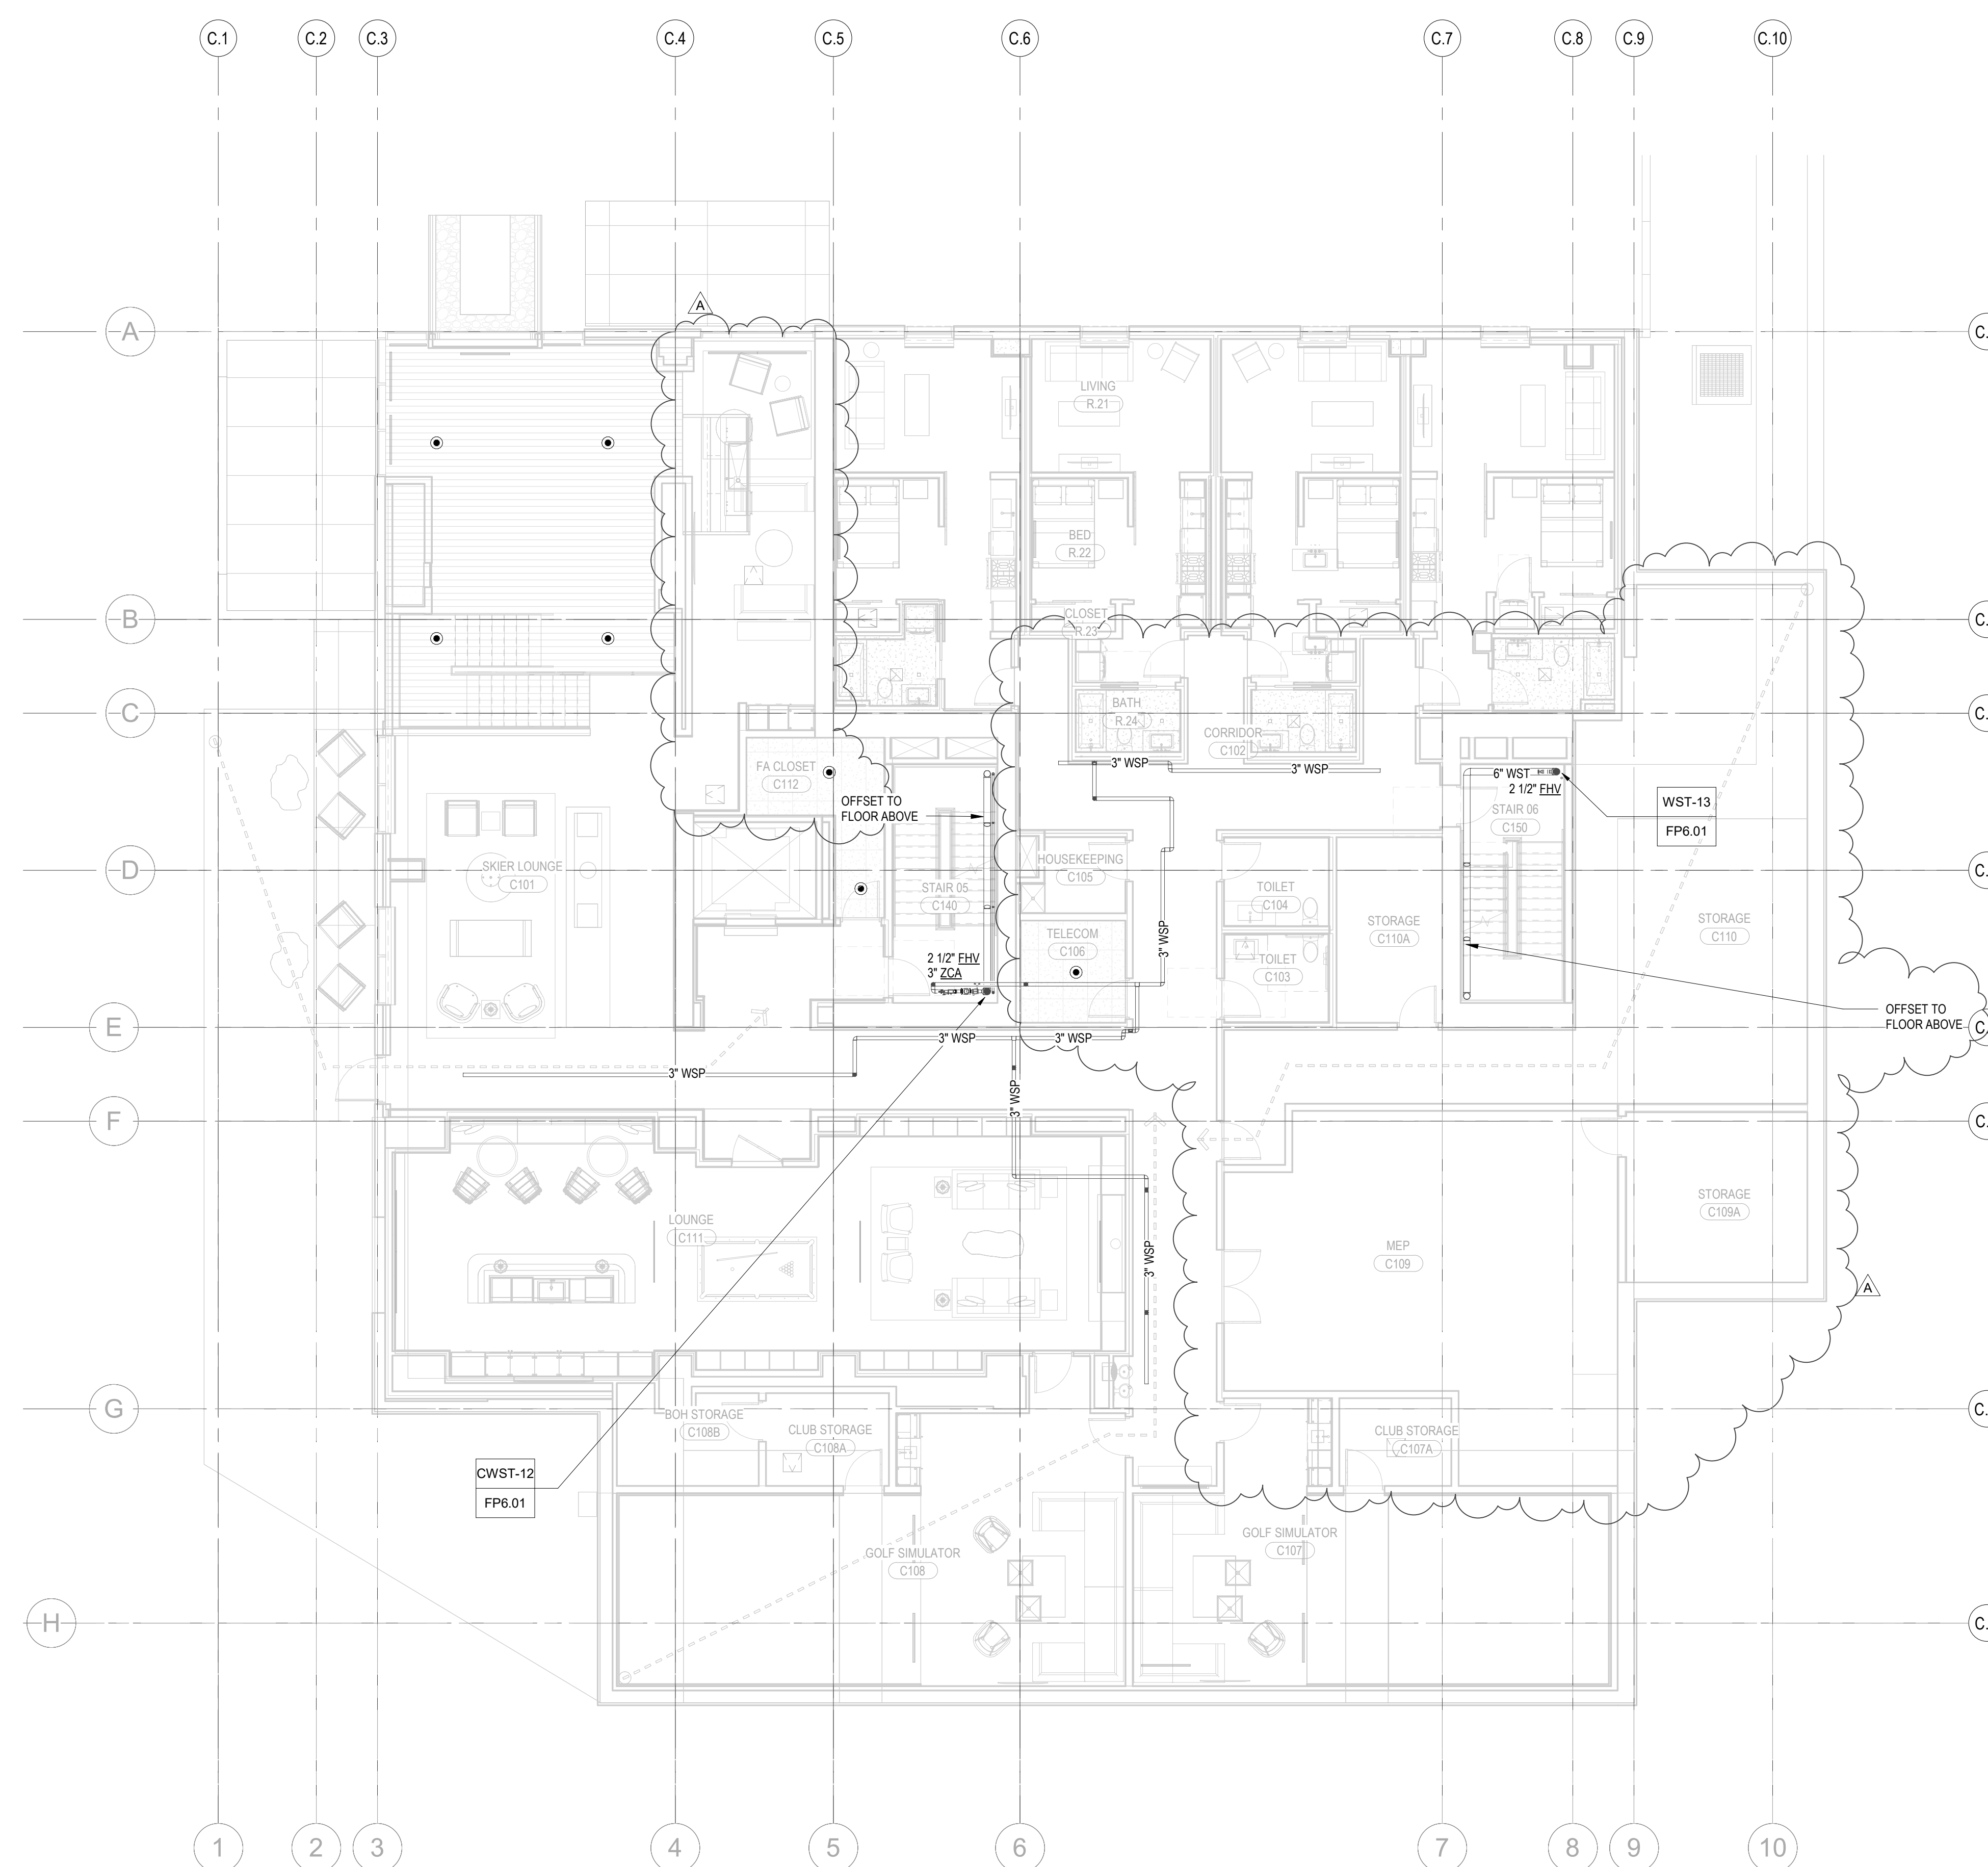 C.1
C.2
C.3
C.4
C.5
C.6
C.7
C.8
C.9
C.10
A
A
C.
LIVING
R.21
BED
R.22
B
CLOSET
R.23
C.
C
BATH
R.24
CORRIDOR
C102
C.
FA CLOSET
C112
3" WSP
3" WSP
6" WST
2 1/2" FHV
OFFSET TO
FLOOR ABOVE
STAIR 06
C150
WST-13
FP6.01
D
SKIER LOUNGE
C101
STAIR 05
C140
HOUSEKEEPING
C105
TOILET
C104
C.
TELECOM
C106
3" WSP
TOILET
C103
STORAGE
C110A
STORAGE
C110
2 1/2" FHV
3" ZCA
OFFSET TO
FLOOR ABOVE
E
C.
3" WSP
3" WSP
3" WSP
3" WSP
F
C.
LOUNGE
C111
3" WSP
MEP
C109
STORAGE
C109A
A
G
BOH STORAGE
C108B
CLUB STORAGE
C108A
CLUB STORAGE
C107A
C.
CWST-12
FP6.01
GOLF SIMULATOR
C108
GOLF SIMULATOR
C107
H
C.
1
2
3
4
5
6
7
8
9
10